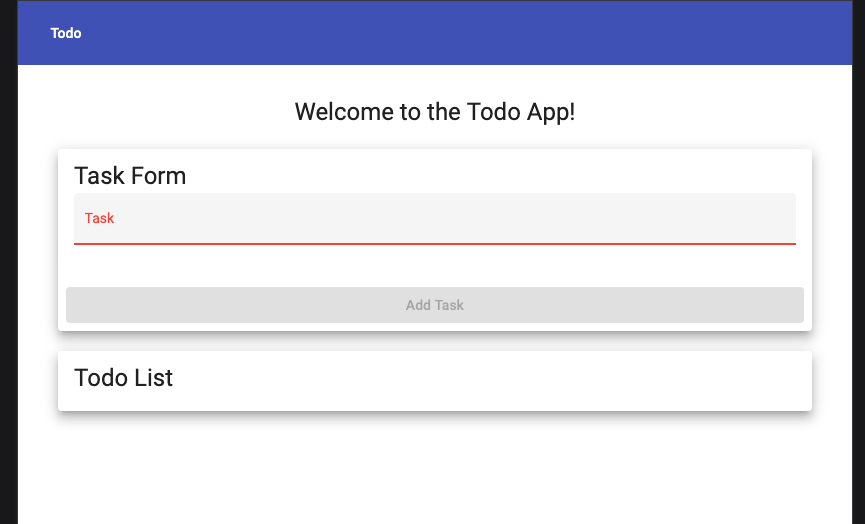 Todo
Welcome to the Todo App!
Task Form
Task
Add Task
Todo List